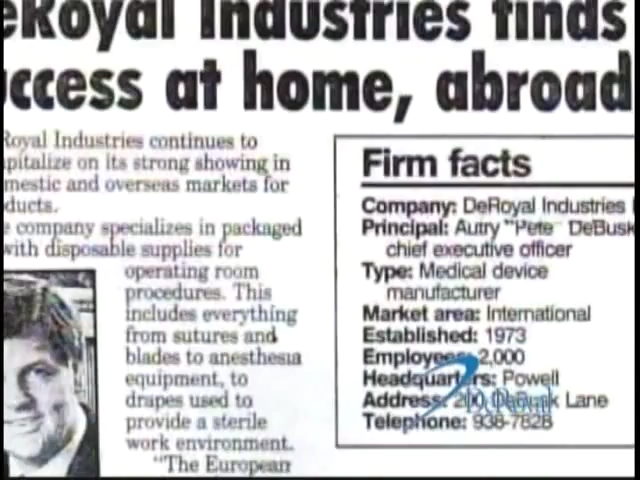 eRoyal Industries finds
ccess at home, abroad
Royal Industries continues to
pitalize on its strong showing in
mestic and overseas markets for
ducts.
e company specializes in packaged
with disposable supplies for
operating room
procedures. This
includes everything
from sutures and
blades to anesthesia
equipment, to
drapes used to
provide a sterile
work environment.
"The European
Firm facts
Company: DeRoyal Industries
Principal: Autry "Pete" DeBusk
chief executive officer
Type: Medical device
manufacturer
Market area: International
Established: 1973
Employees: 2,000
Headquarters: Powell
Address: 200 DeBusk Lane
Telephone: 938-7828
DeRoyal